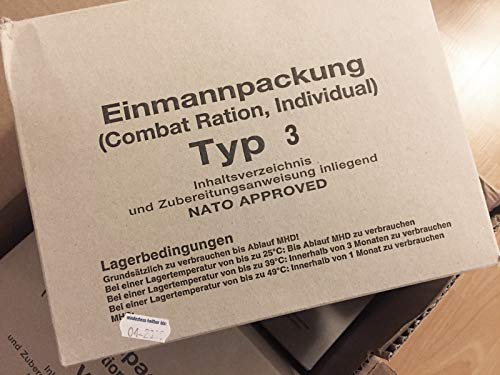 Einmannpackung
(Combat Ration, Individual)
Typ 3
Inhaltsverzeichnis
und Zubereitungsanweisung inliegend
NATO APPROVED
Lagerbedingungen
Grundsätzlich zu verbrauchen bis Ablauf MHD!
Bei einer Lagertemperatur von bis zu 25°C: Bis Ablauf MHD zu verbrauchen
Bei einer Lagertemperatur von bis zu 39°C: Innerhalb von 3 Monaten zu verbrauchen
Bei einer Lagertemperatur von bis zu 49°C: Innerhalb von 1 Monat zu verbrauchen
mindestens haltbar bis: